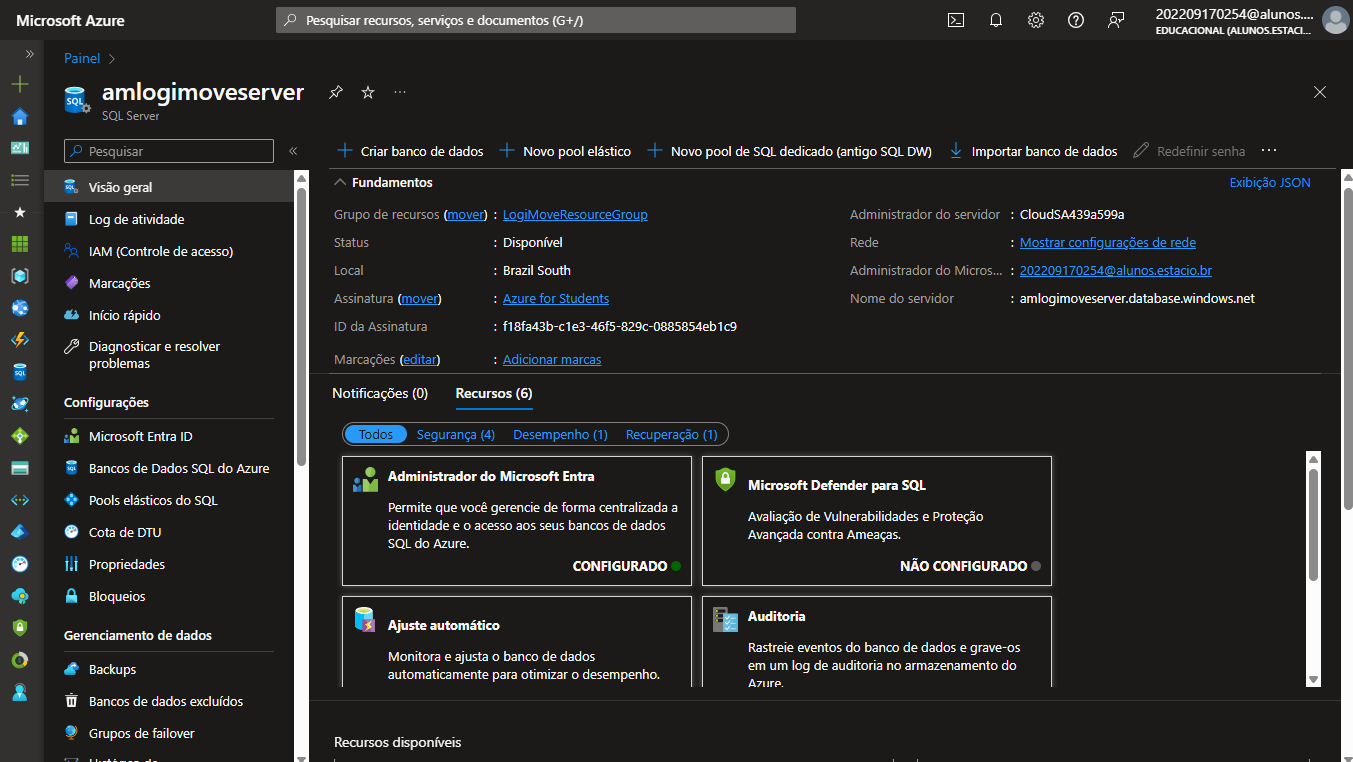 Microsoft Azure
Pesquisar recursos, serviços e documentos (G+/)
202209170254@alunos....
EDUCACIONAL (ALUNOS.ESTACI...
Painel
amlogimoveserver
SQL Server
Pesquisar
Visão geral
Log de atividade
IAM (Controle de acesso)
Marcações
Início rápido
Diagnosticar e resolver
problemas
Configurações
Microsoft Entra ID
Bancos de Dados SQL do Azure
Pools elásticos do SQL
Cota de DTU
Propriedades
Bloqueios
Gerenciamento de dados
Backups
Bancos de dados excluídos
Grupos de failover
Criar banco de dados
Novo pool elástico
Novo pool de SQL dedicado (antigo SQL DW)
Importar banco de dados
Redefinir senha
Fundamentos
Exibição JSON
Grupo de recursos (mover) : LogiMoveResourceGroup
Status : Disponível
Local : Brazil South
Assinatura (mover) : Azure for Students
ID da Assinatura : f18fa43b-c1e3-46f5-829c-0885854eb1c9
Marcações (editar) : Adicionar marcas
Administrador do servidor : CloudSA439a599a
Rede : Mostrar configurações de rede
Administrador do Micros... : 202209170254@alunos.estacio.br
Nome do servidor : amlogimoveserver.database.windows.net
Notificações (0)
Recursos (6)
Todos
Segurança (4)
Desempenho (1)
Recuperação (1)
Administrador do Microsoft Entra
Permite que você gerencie de forma centralizada a
identidade e o acesso aos seus bancos de dados
SQL do Azure.
CONFIGURADO
Microsoft Defender para SQL
Avaliação de Vulnerabilidades e Proteção
Avançada contra Ameaças.
NÃO CONFIGURADO
Ajuste automático
Monitora e ajusta o banco de dados
automaticamente para otimizar o desempenho.
Auditoria
Rastreie eventos do banco de dados e grave-os
em um log de auditoria no armazenamento do
Azure.
Recursos disponíveis